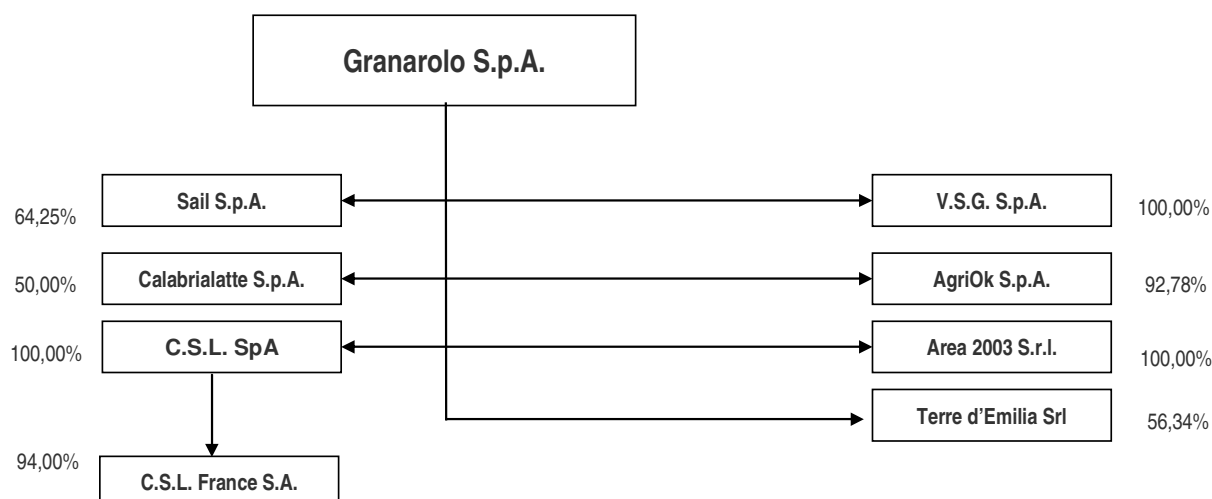 Granarolo S.p.A.
64,25%
Sail S.p.A.
V.S.G. S.p.A.
100,00%
50,00%
Calabrialatte S.p.A.
AgriOk S.p.A.
92,78%
100,00%
C.S.L. SpA
Area 2003 S.r.l.
100,00%
Terre d’Emilia Srl
56,34%
94,00%
C.S.L. France S.A.